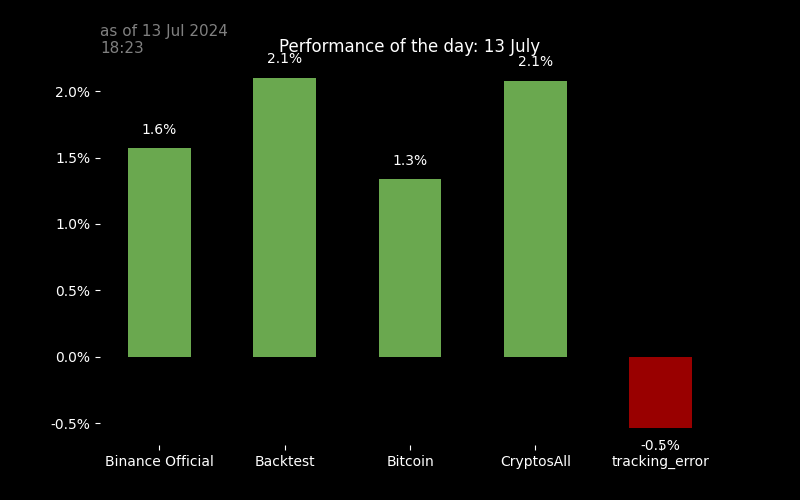 as of 13 Jul 2024
18:23
Performance of the day: 13 July
2.1%
2.1%
2.0%
1.6%
1.5%
1.3%
1.0%
0.5%
0.0%
-0.5%
-0.5%
Binance Official
Backtest
Bitcoin
CryptosAll
tracking_error